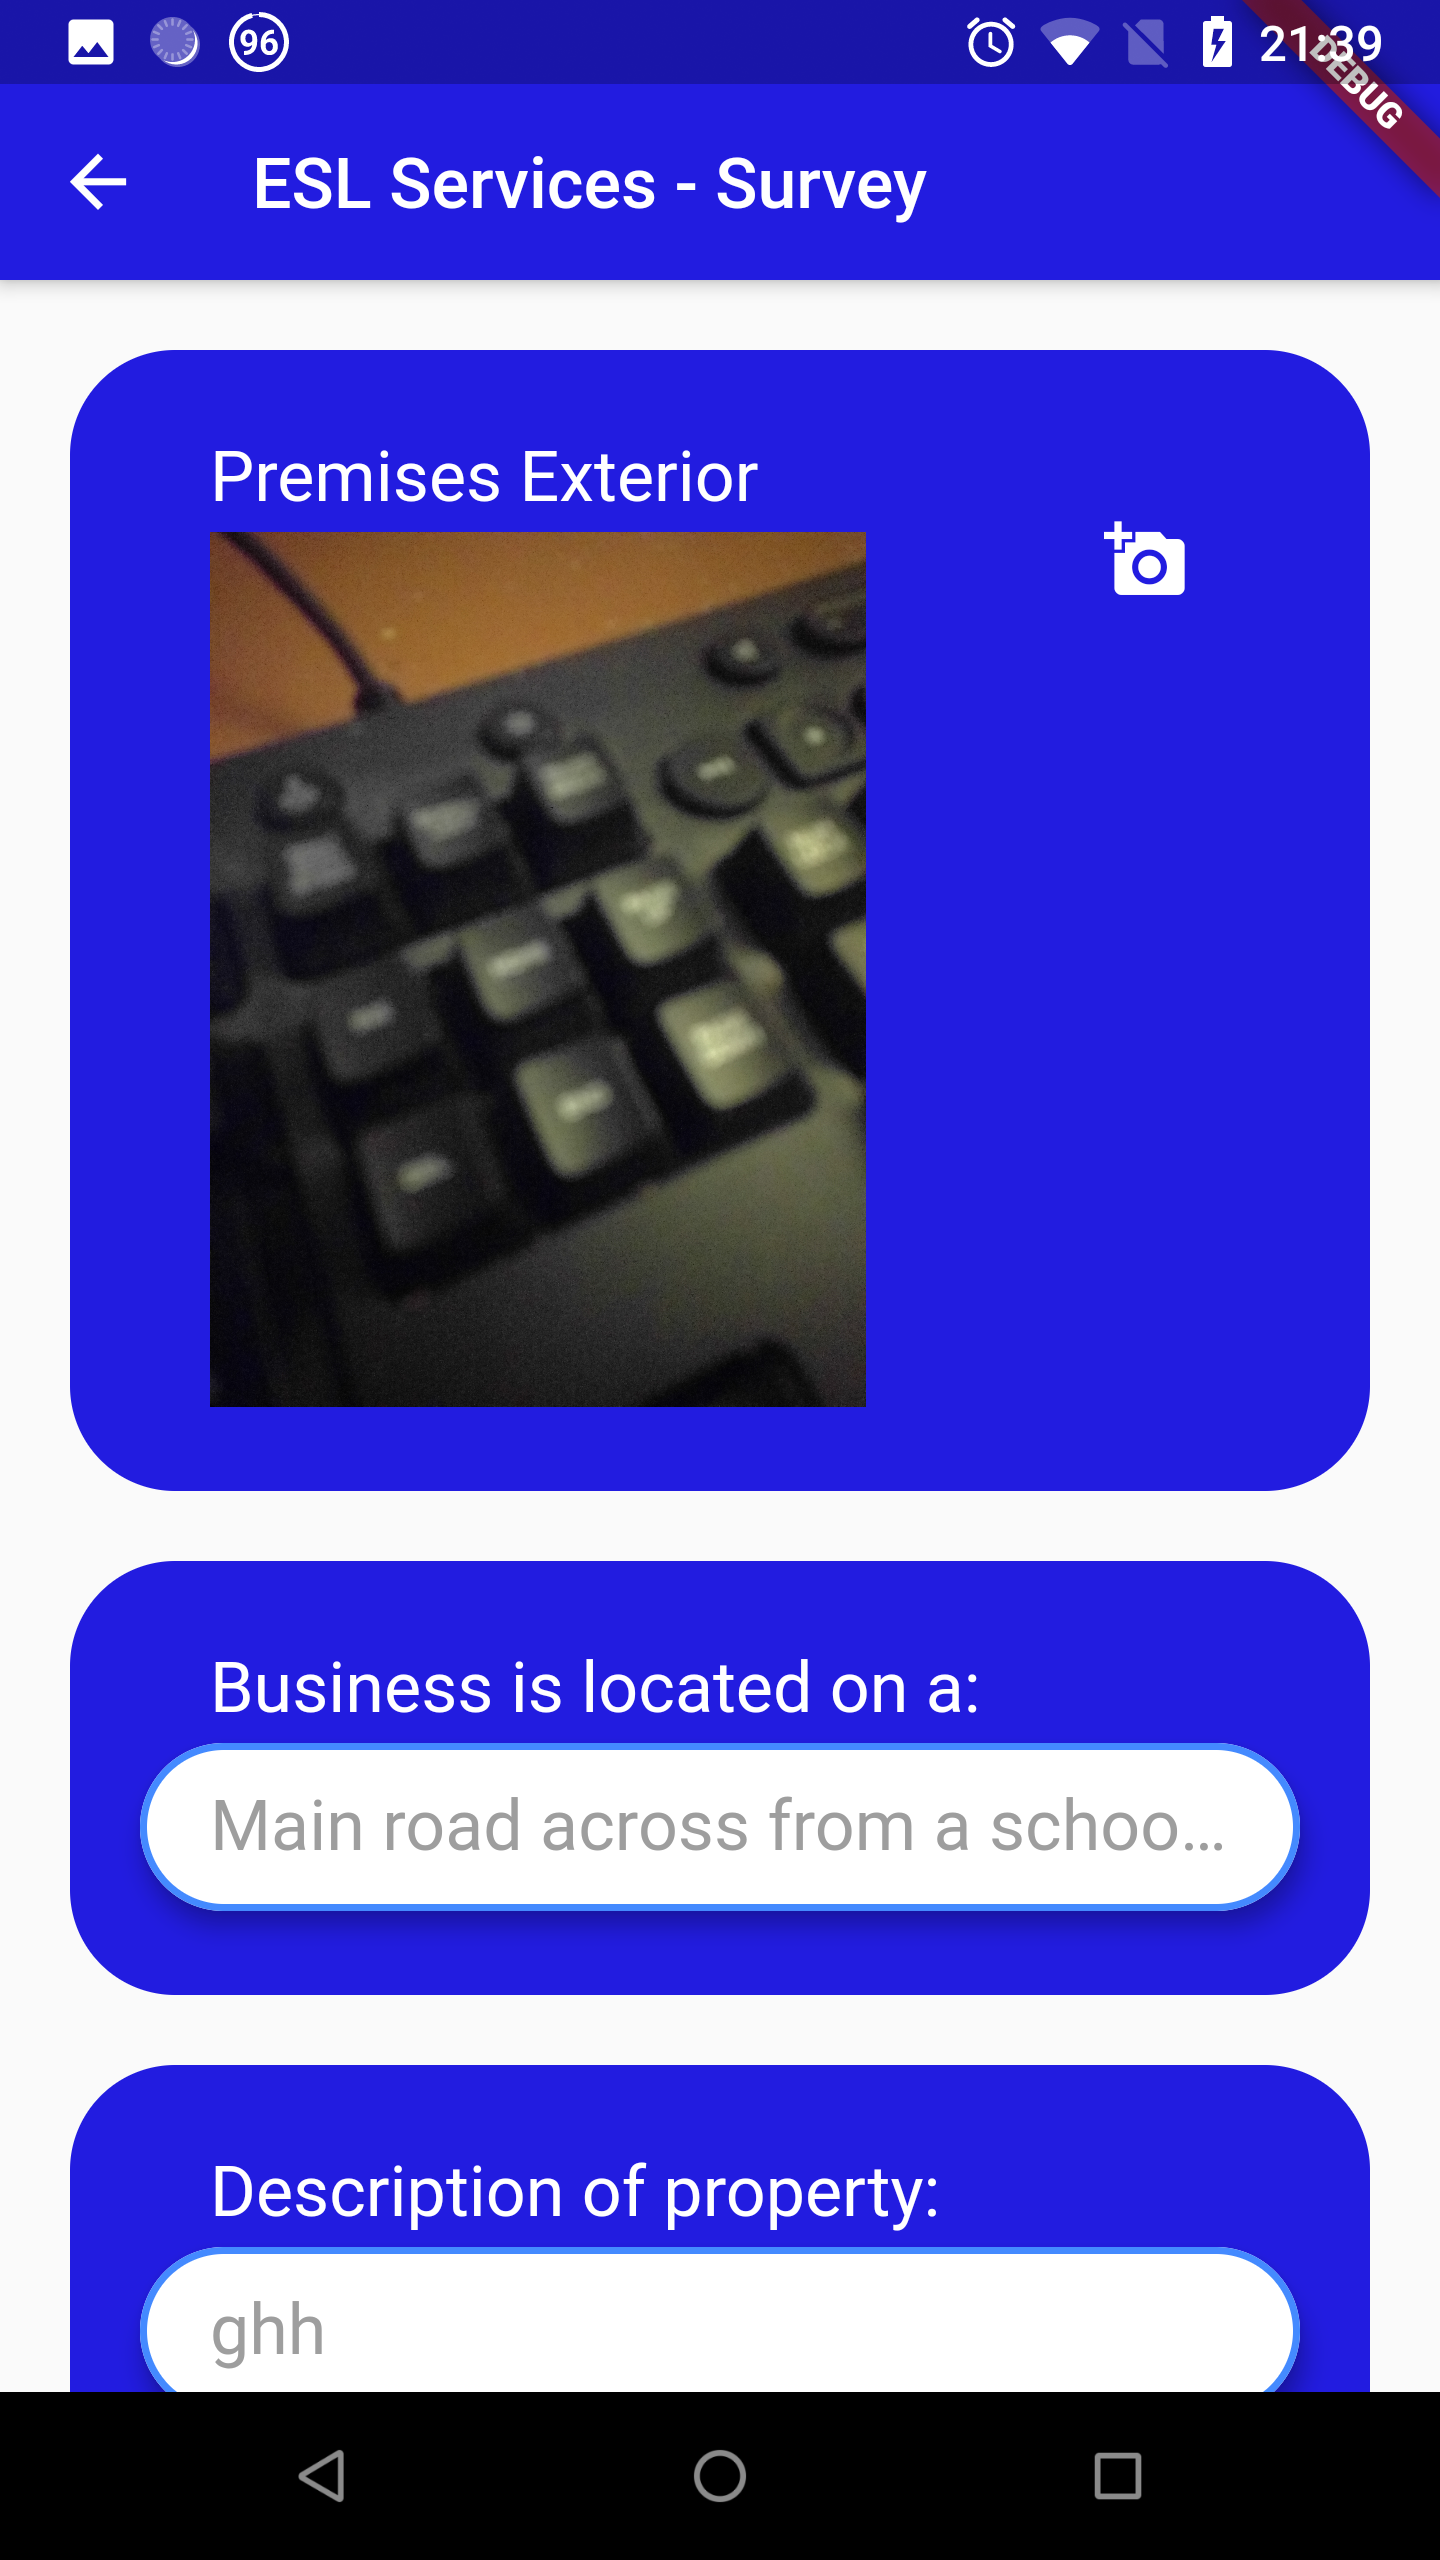 96
21:39
DEBUG
ESL Services - Survey
Premises Exterior
Business is located on a:
Main road across from a schoo...
Description of property:
ghh